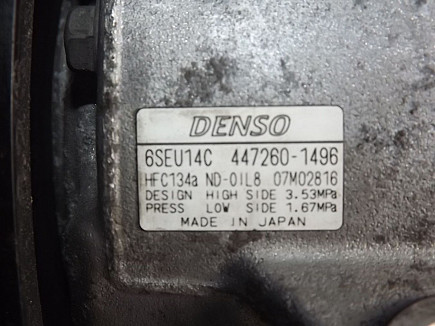 DENSO
6SEU14C 447260-1496
HFC134a ND-OIL8 07M02816
DESIGN HIGH SIDE 3.53MPa
PRESS LOW SIDE 1.67MPa
MADE IN JAPAN